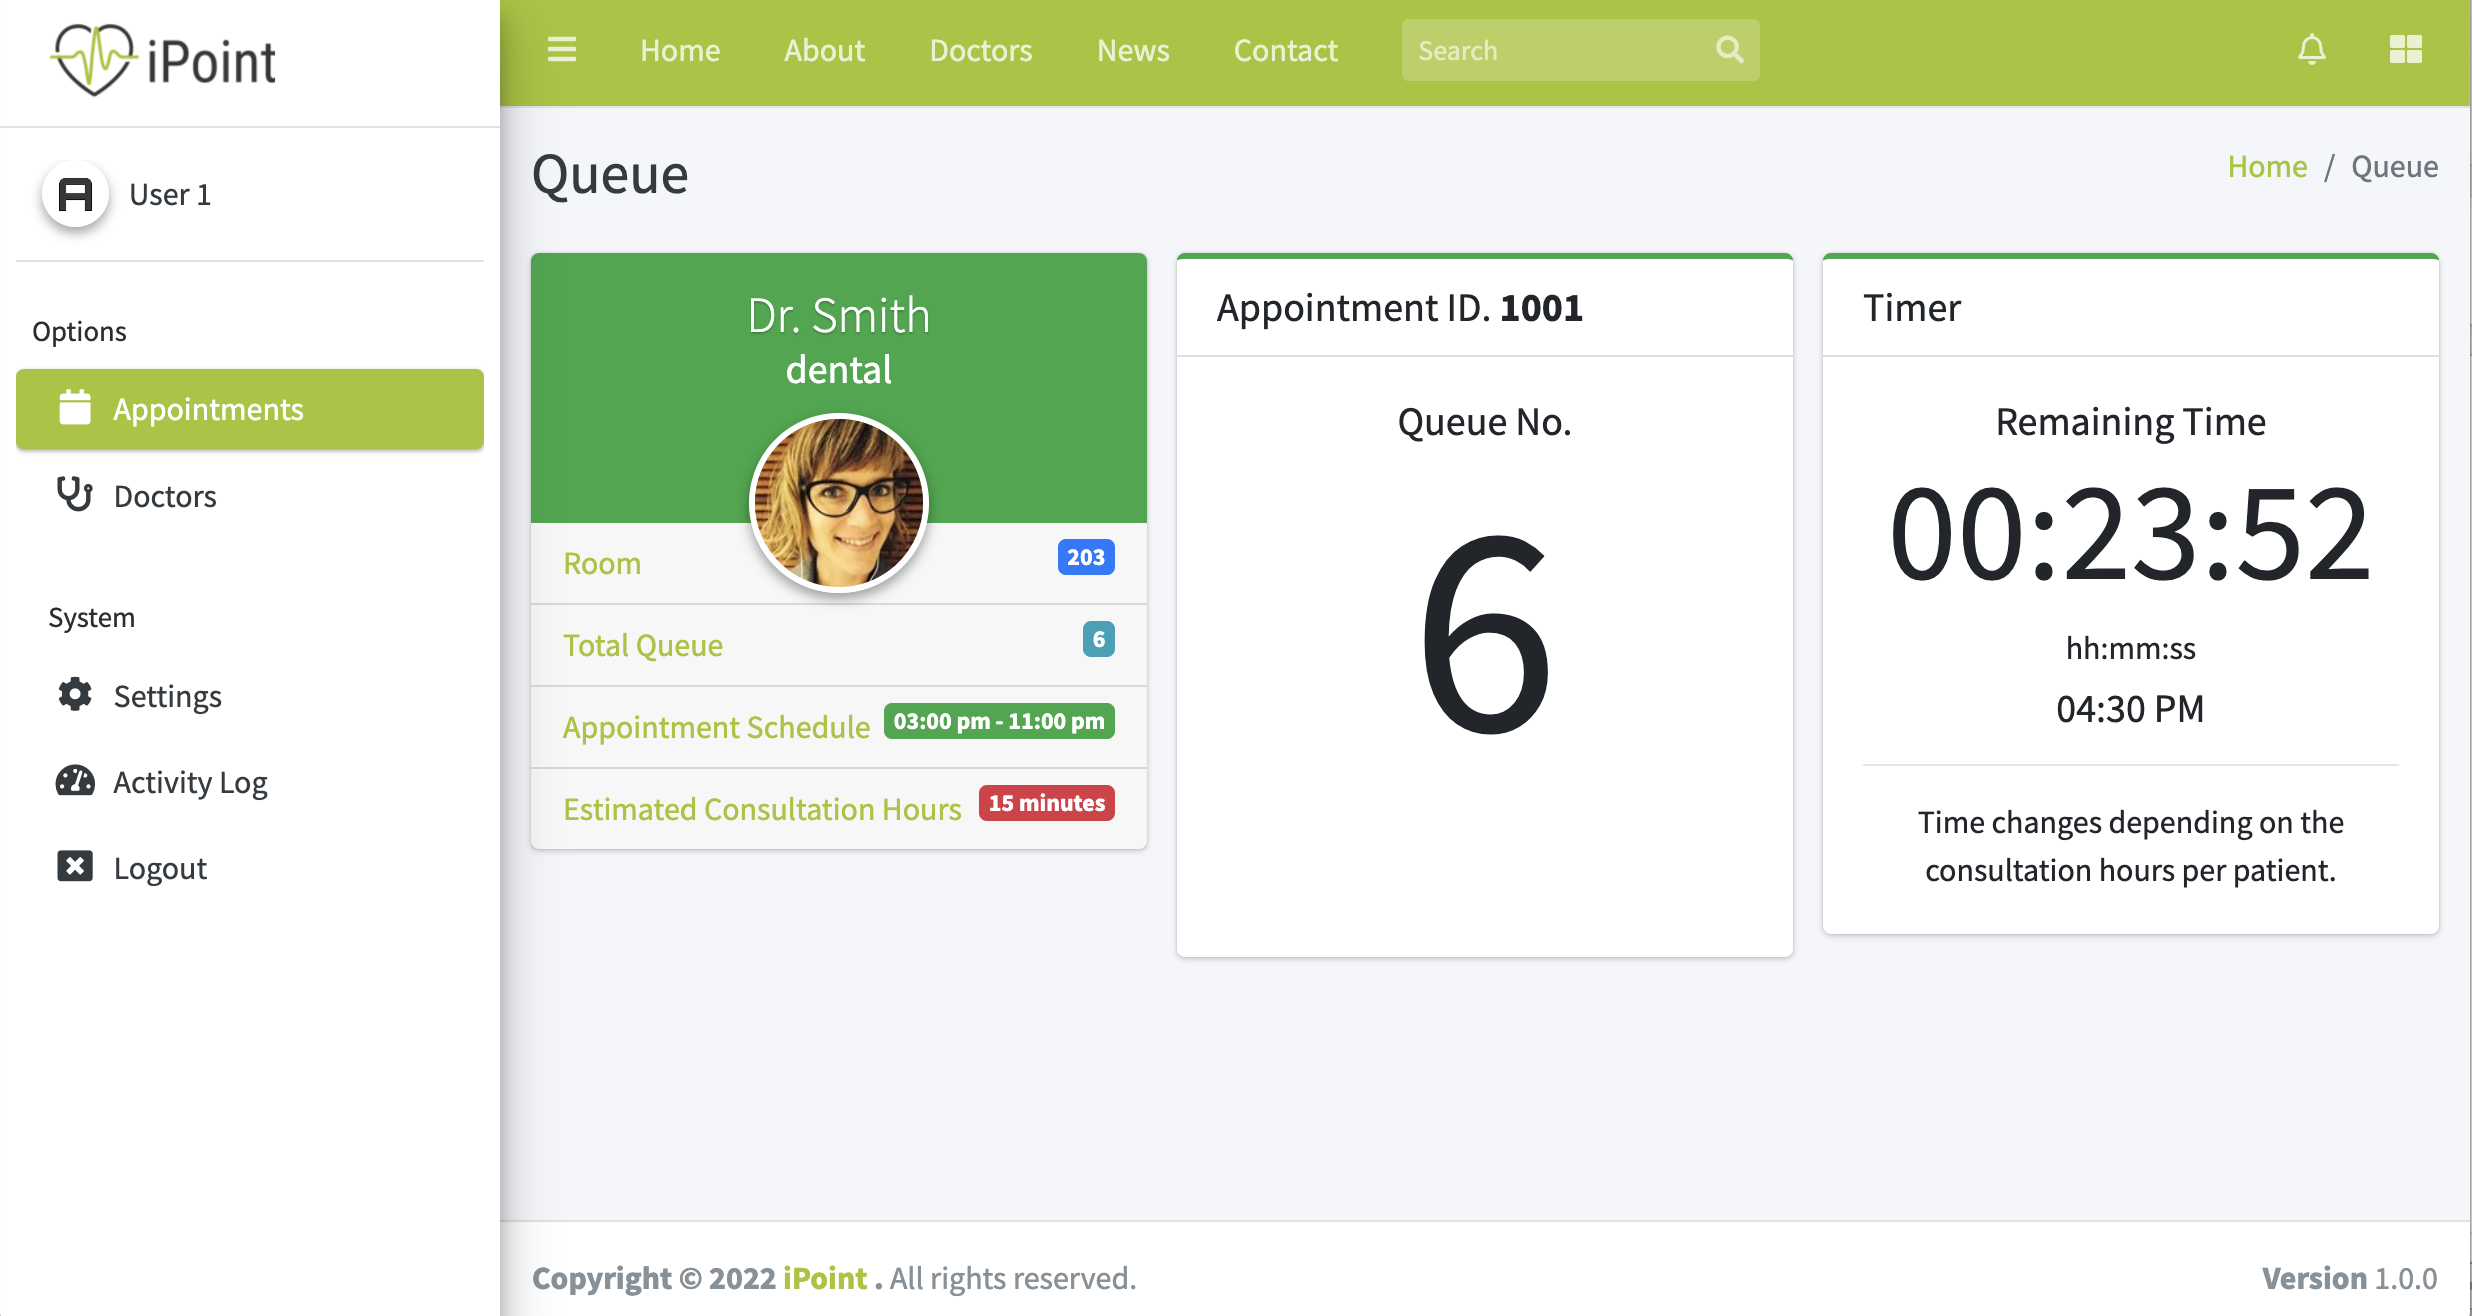 iPoint
Home
About
Doctors
News
Contact
Search
User 1
Options
Appointments
Doctors
System
Settings
Activity Log
Logout
Queue
Home / Queue
Dr. Smith
dental
Room 203
Total Queue 6
Appointment Schedule 03:00 pm - 11:00 pm
Estimated Consultation Hours 15 minutes
Appointment ID. 1001
Queue No.
6
Timer
Remaining Time
00:23:52
hh:mm:ss
04:30 PM
Time changes depending on the
consultation hours per patient.
Copyright © 2022 iPoint . All rights reserved.
Version 1.0.0